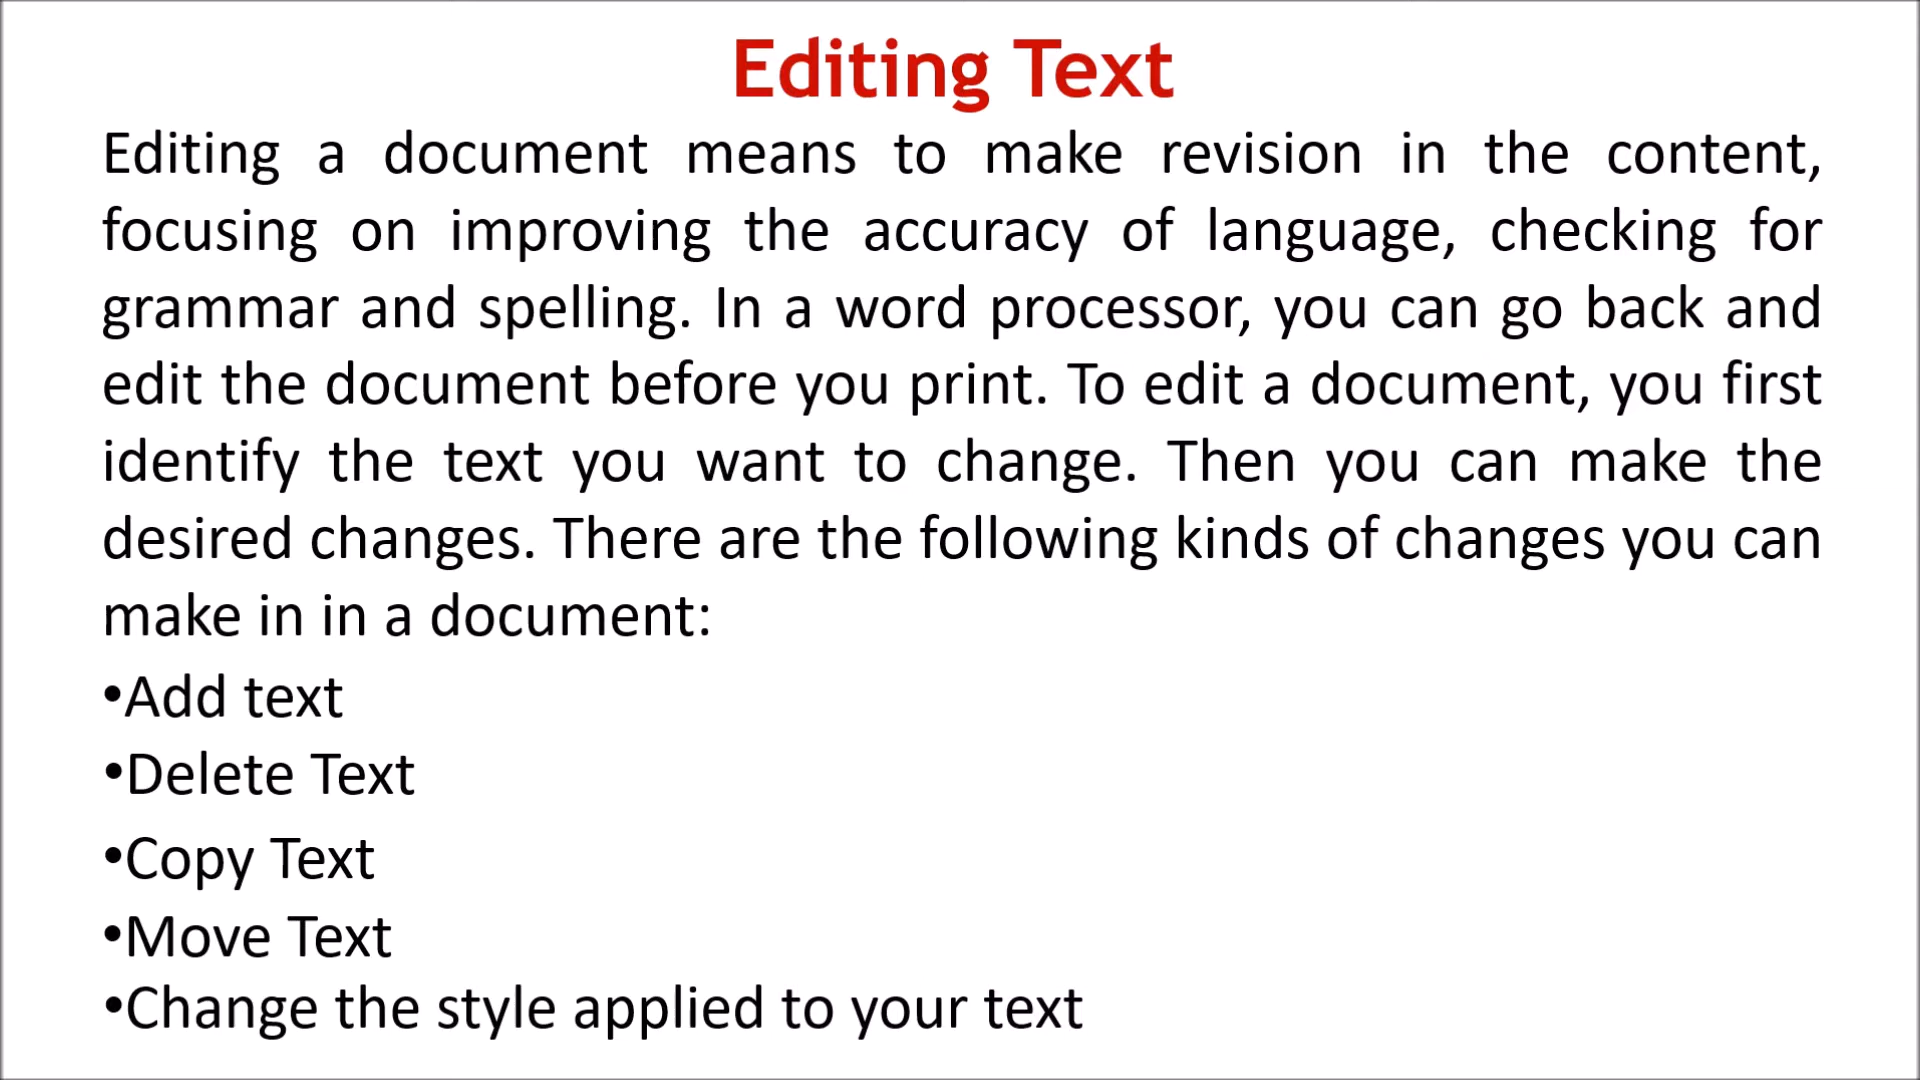 Editing Text
Editing a document means to make revision in the content,
focusing on improving the accuracy of language, checking for
grammar and spelling. In a word processor, you can go back and
edit the document before you print. To edit a document, you first
identify the text you want to change. Then you can make the
desired changes. There are the following kinds of changes you can
make in in a document:
•Add text
•Delete Text
•Copy Text
•Move Text
•Change the style applied to your text